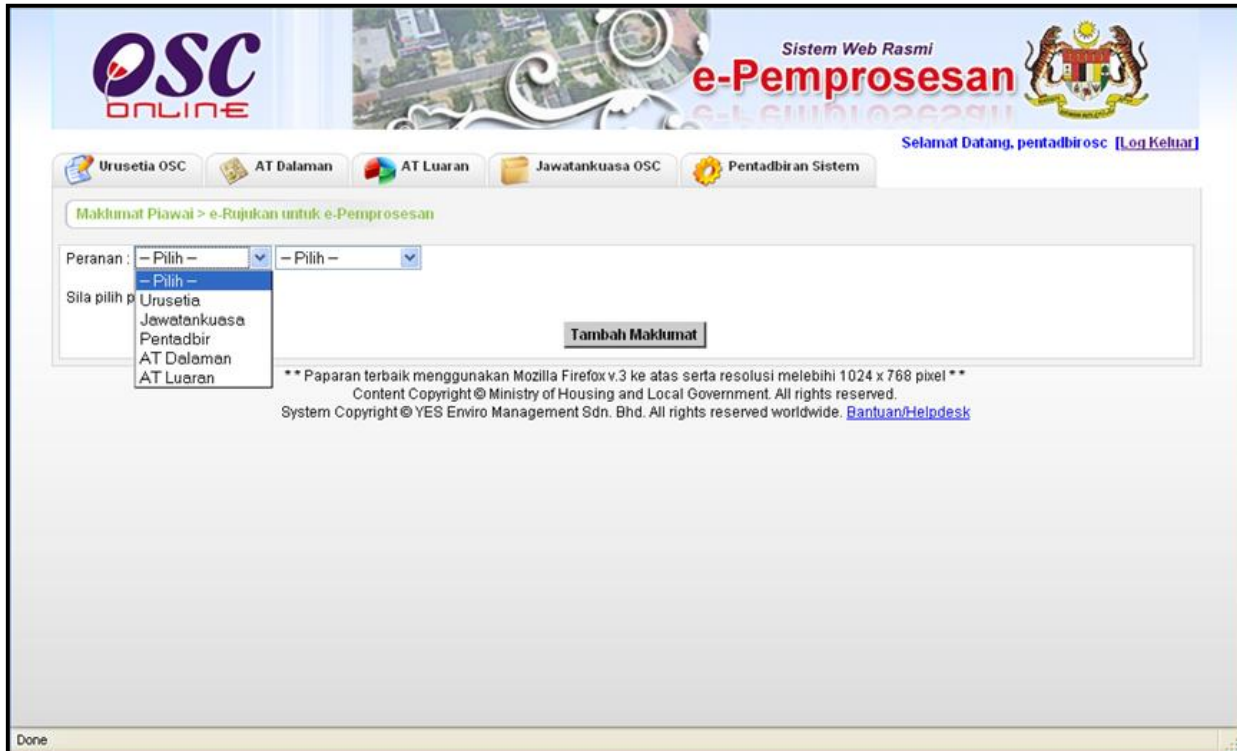 OSC
ONLINE
Sistem Web Rasmi
e-Pemprosesan
Selamat Datang, pentadbirosc [Log Keluar]
Urusetia OSC AT Dalaman AT Luaran Jawatankuasa OSC Pentadbiran Sistem
Maklumat Piawai > e-Rujukan untuk e-Pemprosesan
Peranan : -- Pilih -- -- Pilih --
-- Pilih --
Sila pilih p
Urusetia
Jawatankuasa
Pentadbir
AT Dalaman
AT Luaran
Tambah Maklumat
** Paparan terbaik menggunakan Mozilla Firefox v.3 ke atas serta resolusi melebihi 1024 x 768 pixel **
Content Copyright © Ministry of Housing and Local Government. All rights reserved.
System Copyright © YES Enviro Management Sdn. Bhd. All rights reserved worldwide. Bantuan/Helpdesk
Done